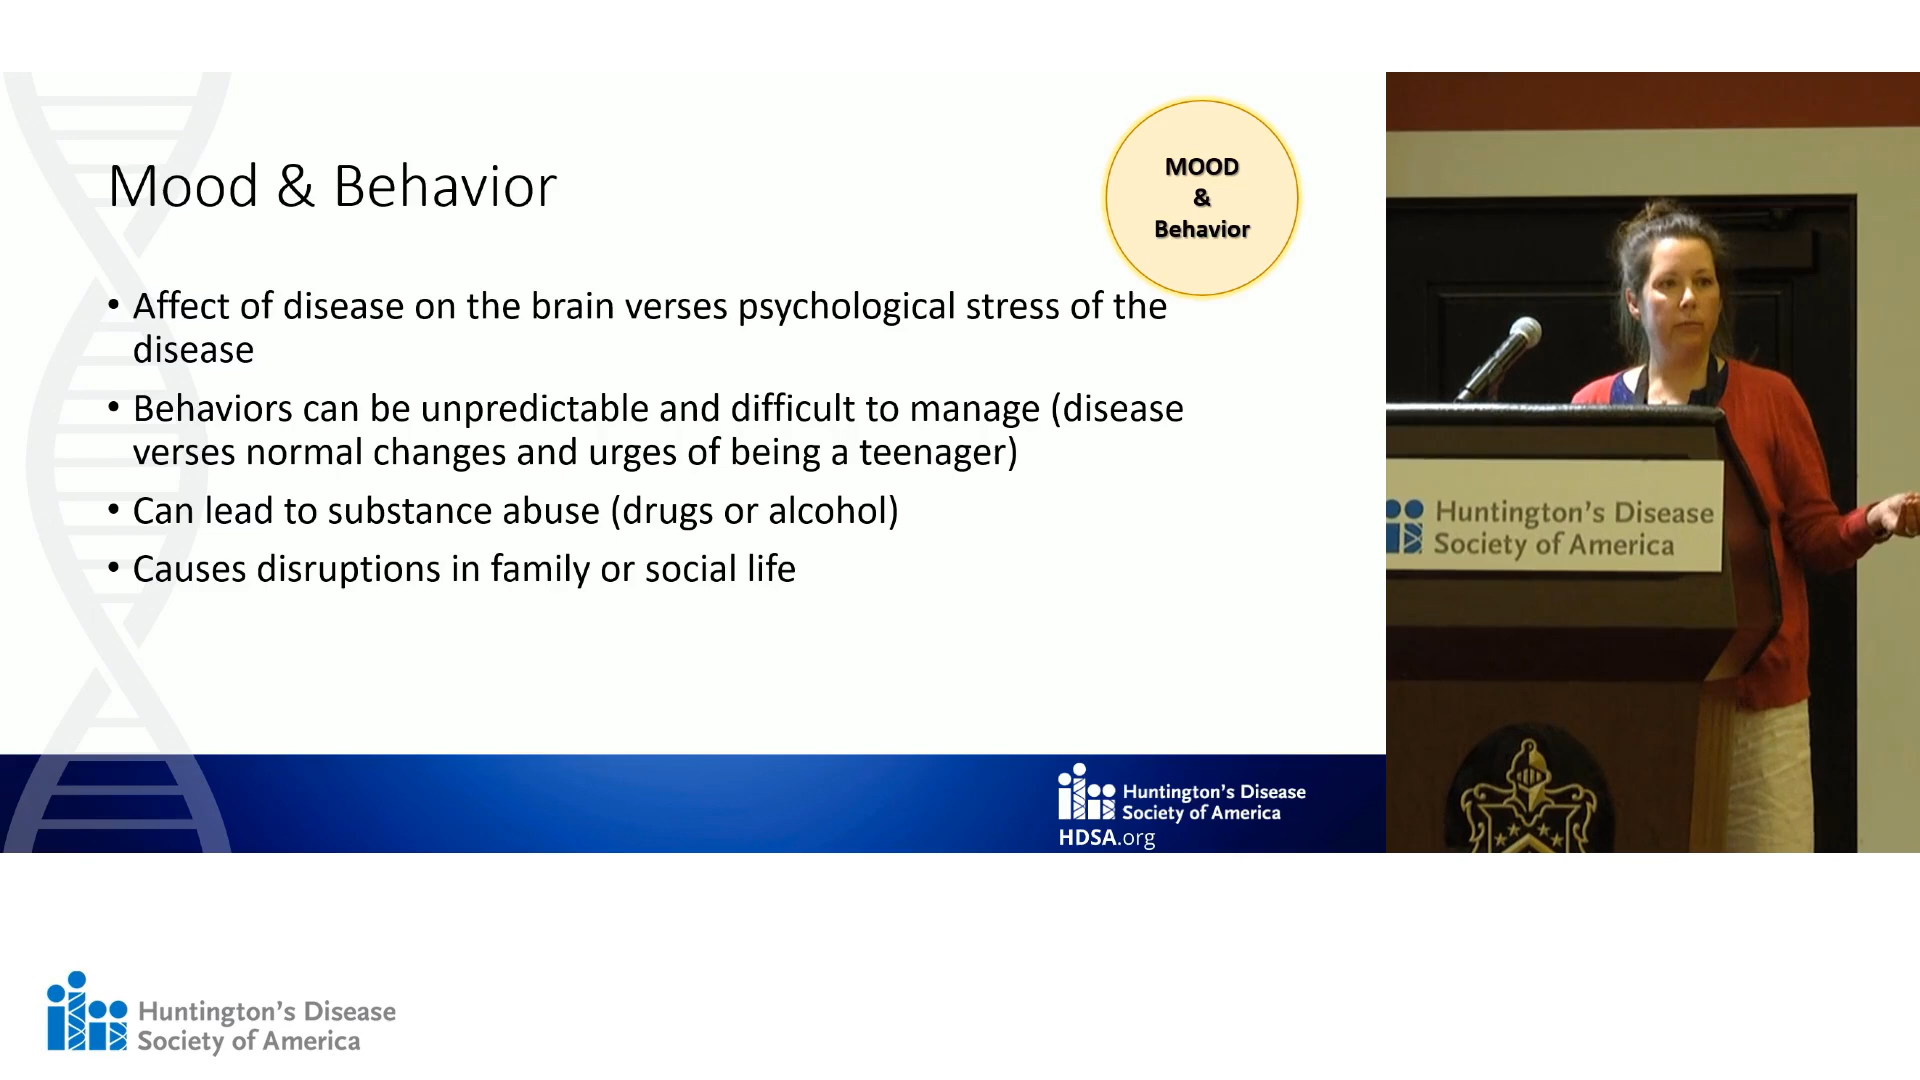 Mood & Behavior
MOOD
&
Behavior
• Affect of disease on the brain verses psychological stress of the
disease
• Behaviors can be unpredictable and difficult to manage (disease
verses normal changes and urges of being a teenager)
• Can lead to substance abuse (drugs or alcohol)
• Causes disruptions in family or social life
Huntington's Disease
Society of America
HDSA.org
Huntington's Disease
Society of America
Huntington's Disease
Society of America